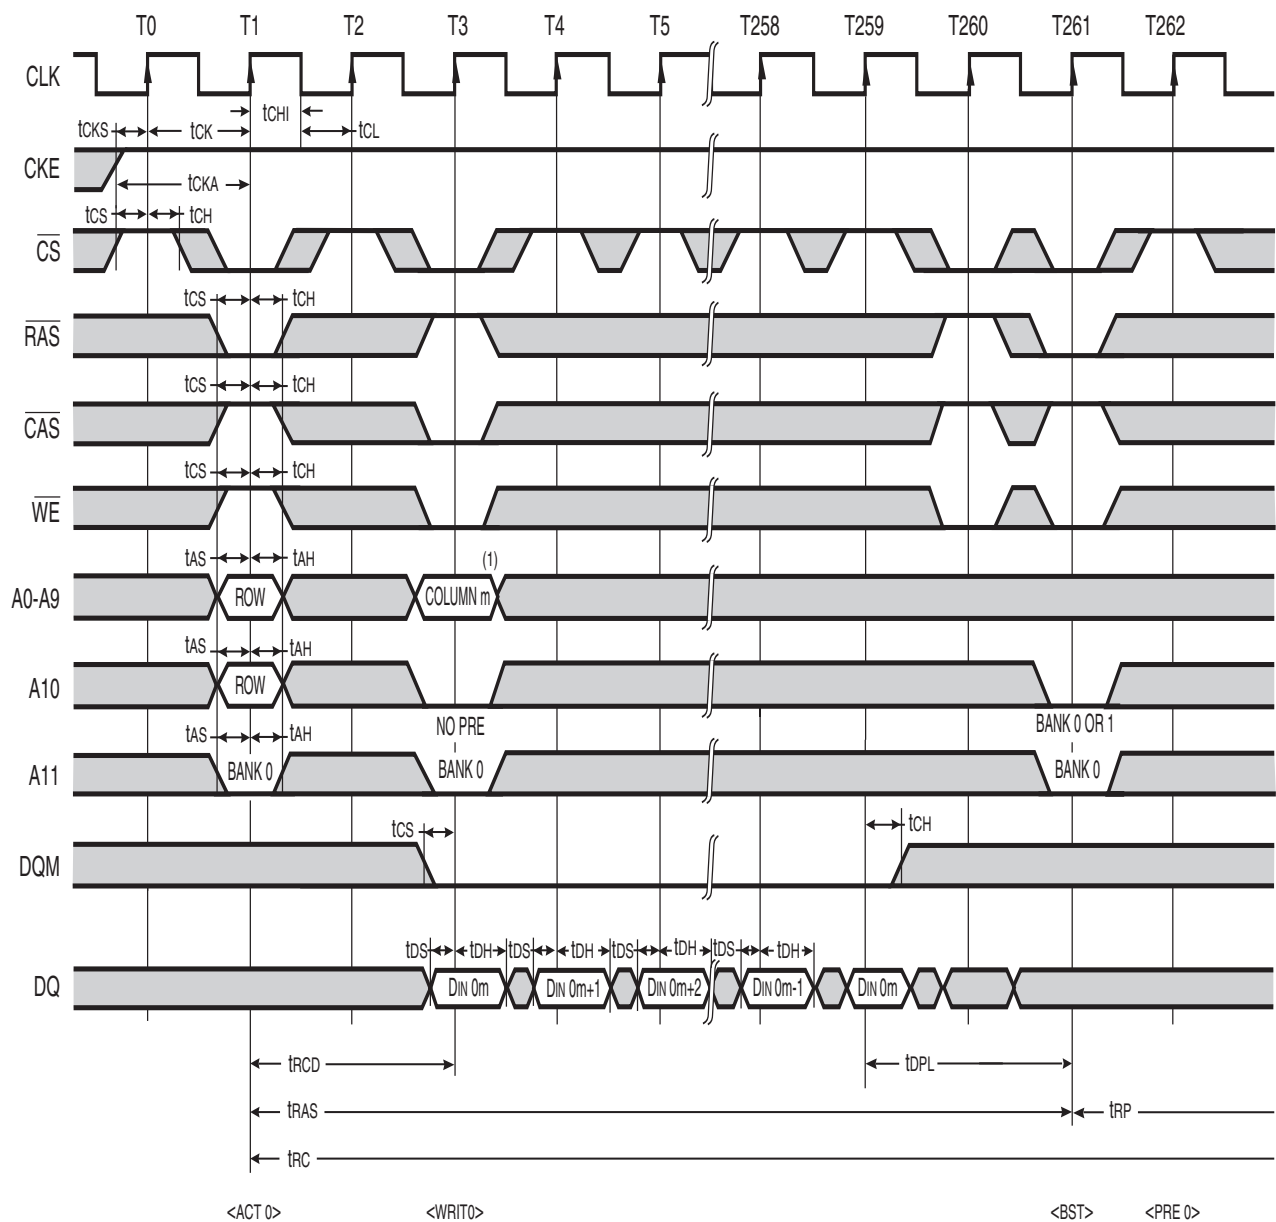 T0 T1 T2 T3 T4 T5 T258 T259 T260 T261 T262
CLK
tCHI
tCKS tCK tCL
CKE
tCKA
tCS tCH
CS
tCS tCH
RAS
tCS tCH
CAS
tCS tCH
WE
tAS tAH (1)
A0-A9 ROW COLUMN m
tAS tAH
A10 ROW
NO PRE BANK 0 OR 1
tAS tAH
A11 BANK 0 BANK 0 BANK 0
tCS tCH
DQM
tDS tDH tDS tDH tDS tDH tDS tDH
DQ DIN 0m DIN 0m+1 DIN 0m+2 DIN 0m-1 DIN 0m
tRCD tDPL
tRAS tRP
tRC
<ACT 0> <WRIT0> <BST> <PRE 0>